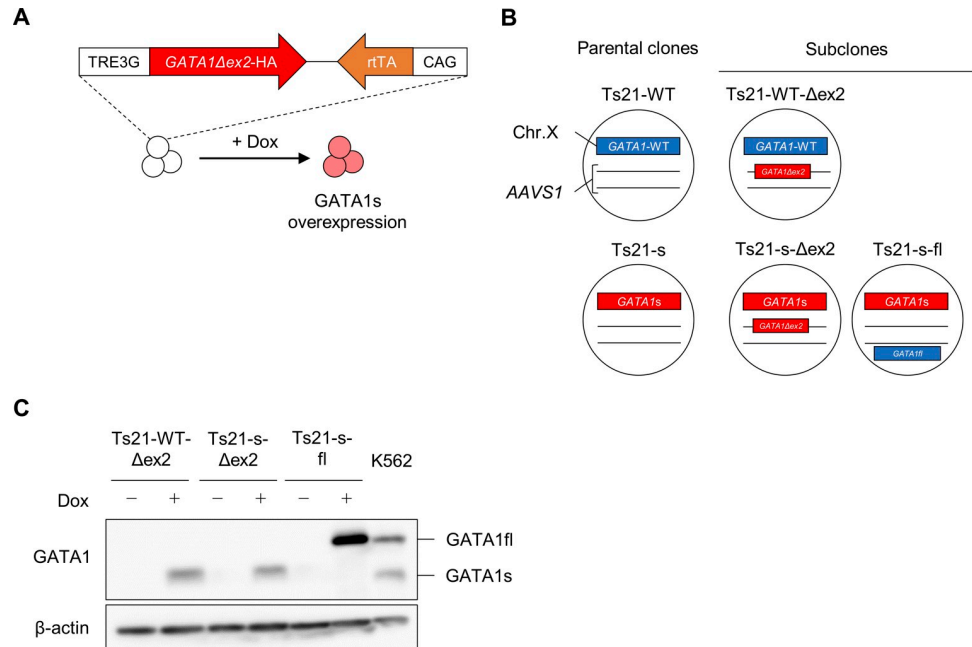 A
TRE3G GATA1Δex2-HA rtTA CAG
+ Dox
GATA1s
overexpression
B
Parental clones Subclones
Ts21-WT Ts21-WT-Δex2
Chr.X
GATA1-WT GATA1-WT
GATA1Δex2
AAVS1
Ts21-s Ts21-s-Δex2 Ts21-s-fl
GATA1s GATA1s GATA1s
GATA1Δex2
GATA1fl
C
Ts21-WT-
Δex2
Ts21-s-
Δex2
Ts21-s-
fl
K562
Dox − + − + − +
GATA1
GATA1fl
GATA1s
β-actin